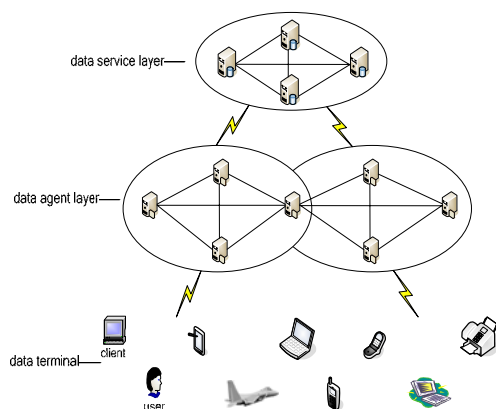 data service layer
data agent layer
client
data terminal
user